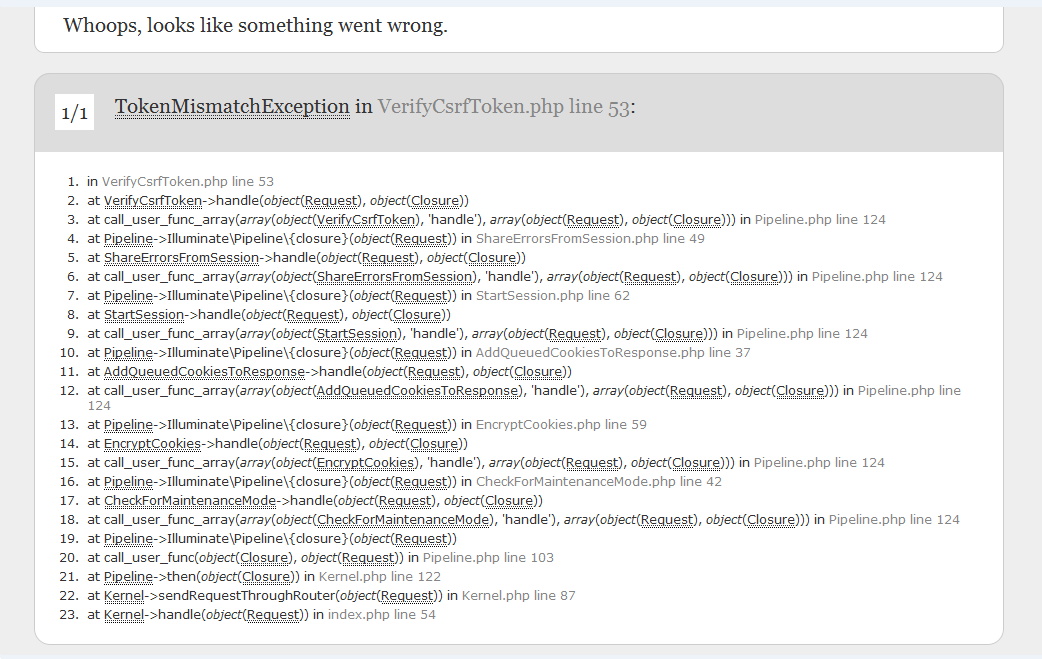 Whoops, looks like something went wrong.
1/1 TokenMismatchException in VerifyCsrfToken.php line 53:
1. in VerifyCsrfToken.php line 53
2. at VerifyCsrfToken->handle(object(Request), object(Closure))
3. at call_user_func_array(array(object(VerifyCsrfToken), 'handle'), array(object(Request), object(Closure))) in Pipeline.php line 124
4. at Pipeline->Illuminate\Pipeline\{closure}(object(Request)) in ShareErrorsFromSession.php line 49
5. at ShareErrorsFromSession->handle(object(Request), object(Closure))
6. at call_user_func_array(array(object(ShareErrorsFromSession), 'handle'), array(object(Request), object(Closure))) in Pipeline.php line 124
7. at Pipeline->Illuminate\Pipeline\{closure}(object(Request)) in StartSession.php line 62
8. at StartSession->handle(object(Request), object(Closure))
9. at call_user_func_array(array(object(StartSession), 'handle'), array(object(Request), object(Closure))) in Pipeline.php line 124
10. at Pipeline->Illuminate\Pipeline\{closure}(object(Request)) in AddQueuedCookiesToResponse.php line 37
11. at AddQueuedCookiesToResponse->handle(object(Request), object(Closure))
12. at call_user_func_array(array(object(AddQueuedCookiesToResponse), 'handle'), array(object(Request), object(Closure))) in Pipeline.php line
124
13. at Pipeline->Illuminate\Pipeline\{closure}(object(Request)) in EncryptCookies.php line 59
14. at EncryptCookies->handle(object(Request), object(Closure))
15. at call_user_func_array(array(object(EncryptCookies), 'handle'), array(object(Request), object(Closure))) in Pipeline.php line 124
16. at Pipeline->Illuminate\Pipeline\{closure}(object(Request)) in CheckForMaintenanceMode.php line 42
17. at CheckForMaintenanceMode->handle(object(Request), object(Closure))
18. at call_user_func_array(array(object(CheckForMaintenanceMode), 'handle'), array(object(Request), object(Closure))) in Pipeline.php line 124
19. at Pipeline->Illuminate\Pipeline\{closure}(object(Request))
20. at call_user_func(object(Closure), object(Request)) in Pipeline.php line 103
21. at Pipeline->then(object(Closure)) in Kernel.php line 122
22. at Kernel->sendRequestThroughRouter(object(Request)) in Kernel.php line 87
23. at Kernel->handle(object(Request)) in index.php line 54